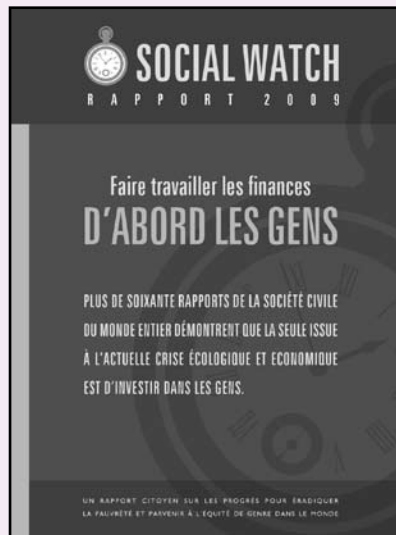 SOCIAL WATCH
RAPPORT 2009
Faire travailler les finances
D'ABORD LES GENS
PLUS DE SOIXANTE RAPPORTS DE LA SOCIÉTÉ CIVILE
DU MONDE ENTIER DÉMONTRENT QUE LA SEULE ISSUE
À L'ACTUELLE CRISE ÉCOLOGIQUE ET ECONOMIQUE
EST D'INVESTIR DANS LES GENS.
UN RAPPORT CITOYEN SUR LES PROGRÈS POUR ÉRADIQUER
LA PAUVRETÉ ET PARVENIR À L'ÉQUITÉ DE GENRE DANS LE MONDE